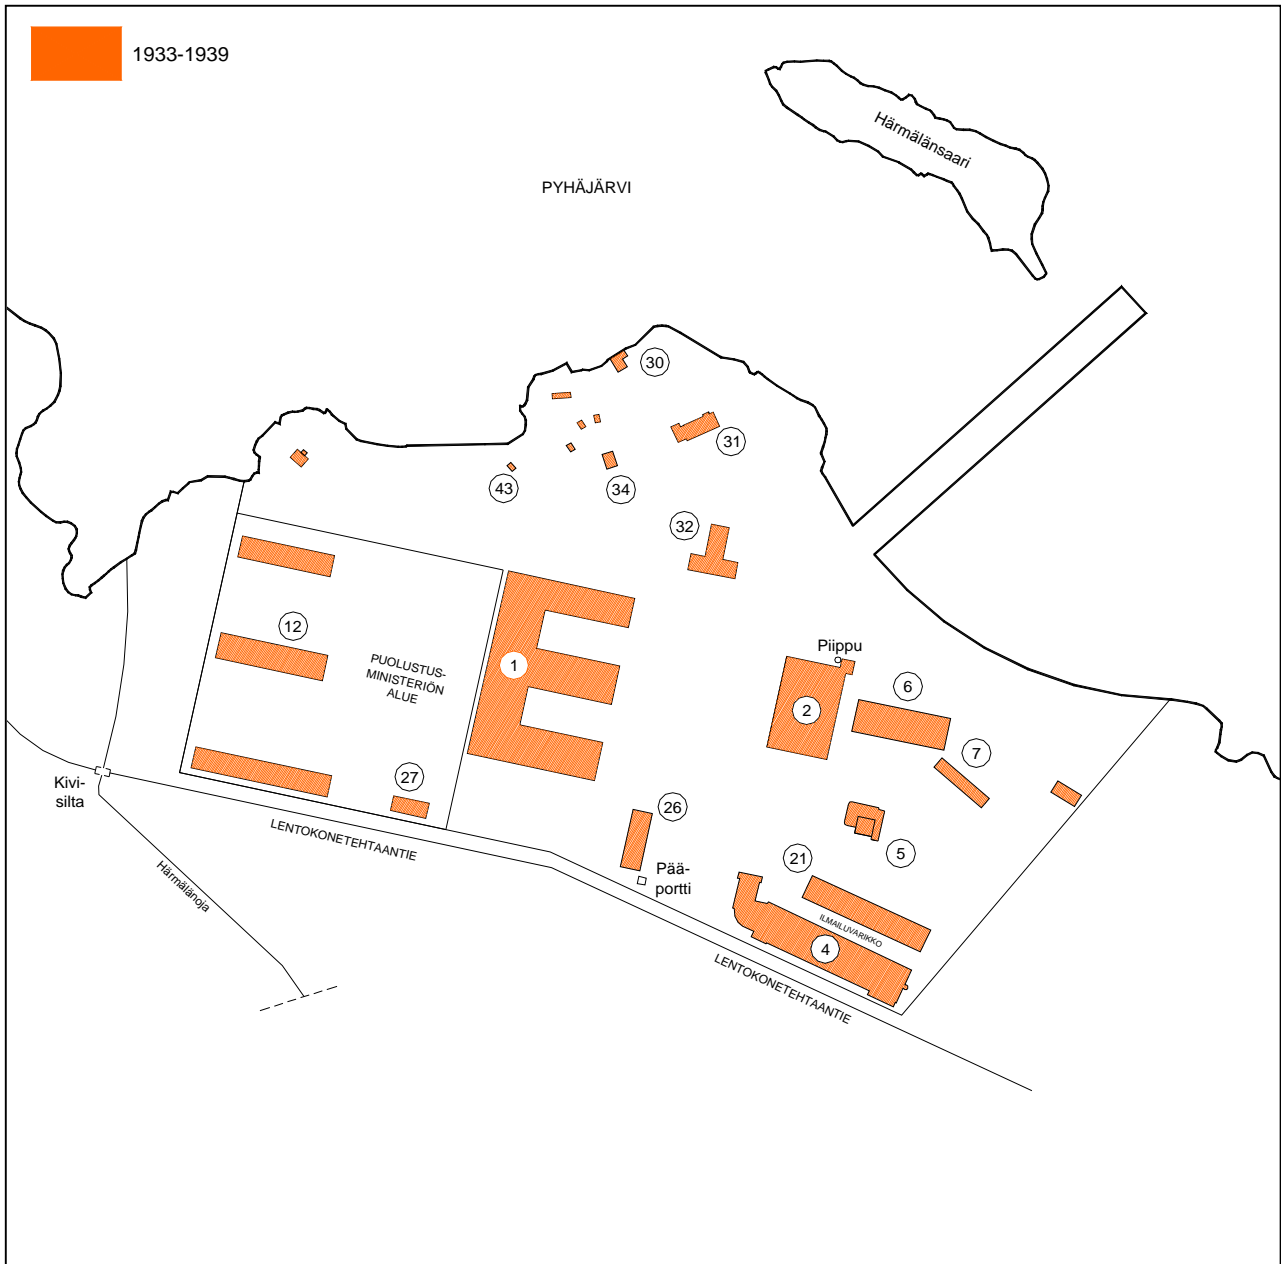 1933-1939
Härmälänsaari
PYHÄJÄRVI
30
31
43
34
32
12
PUOLUSTUS-
MINISTERIÖN
ALUE
1
Piippu
2
6
7
Kivi-
silta
27
LENTOKONETEHTAANTIE
26
Pää-
portti
5
21
ILMAILUVARIKKO
4
Härmälänoja
LENTOKONETEHTAANTIE